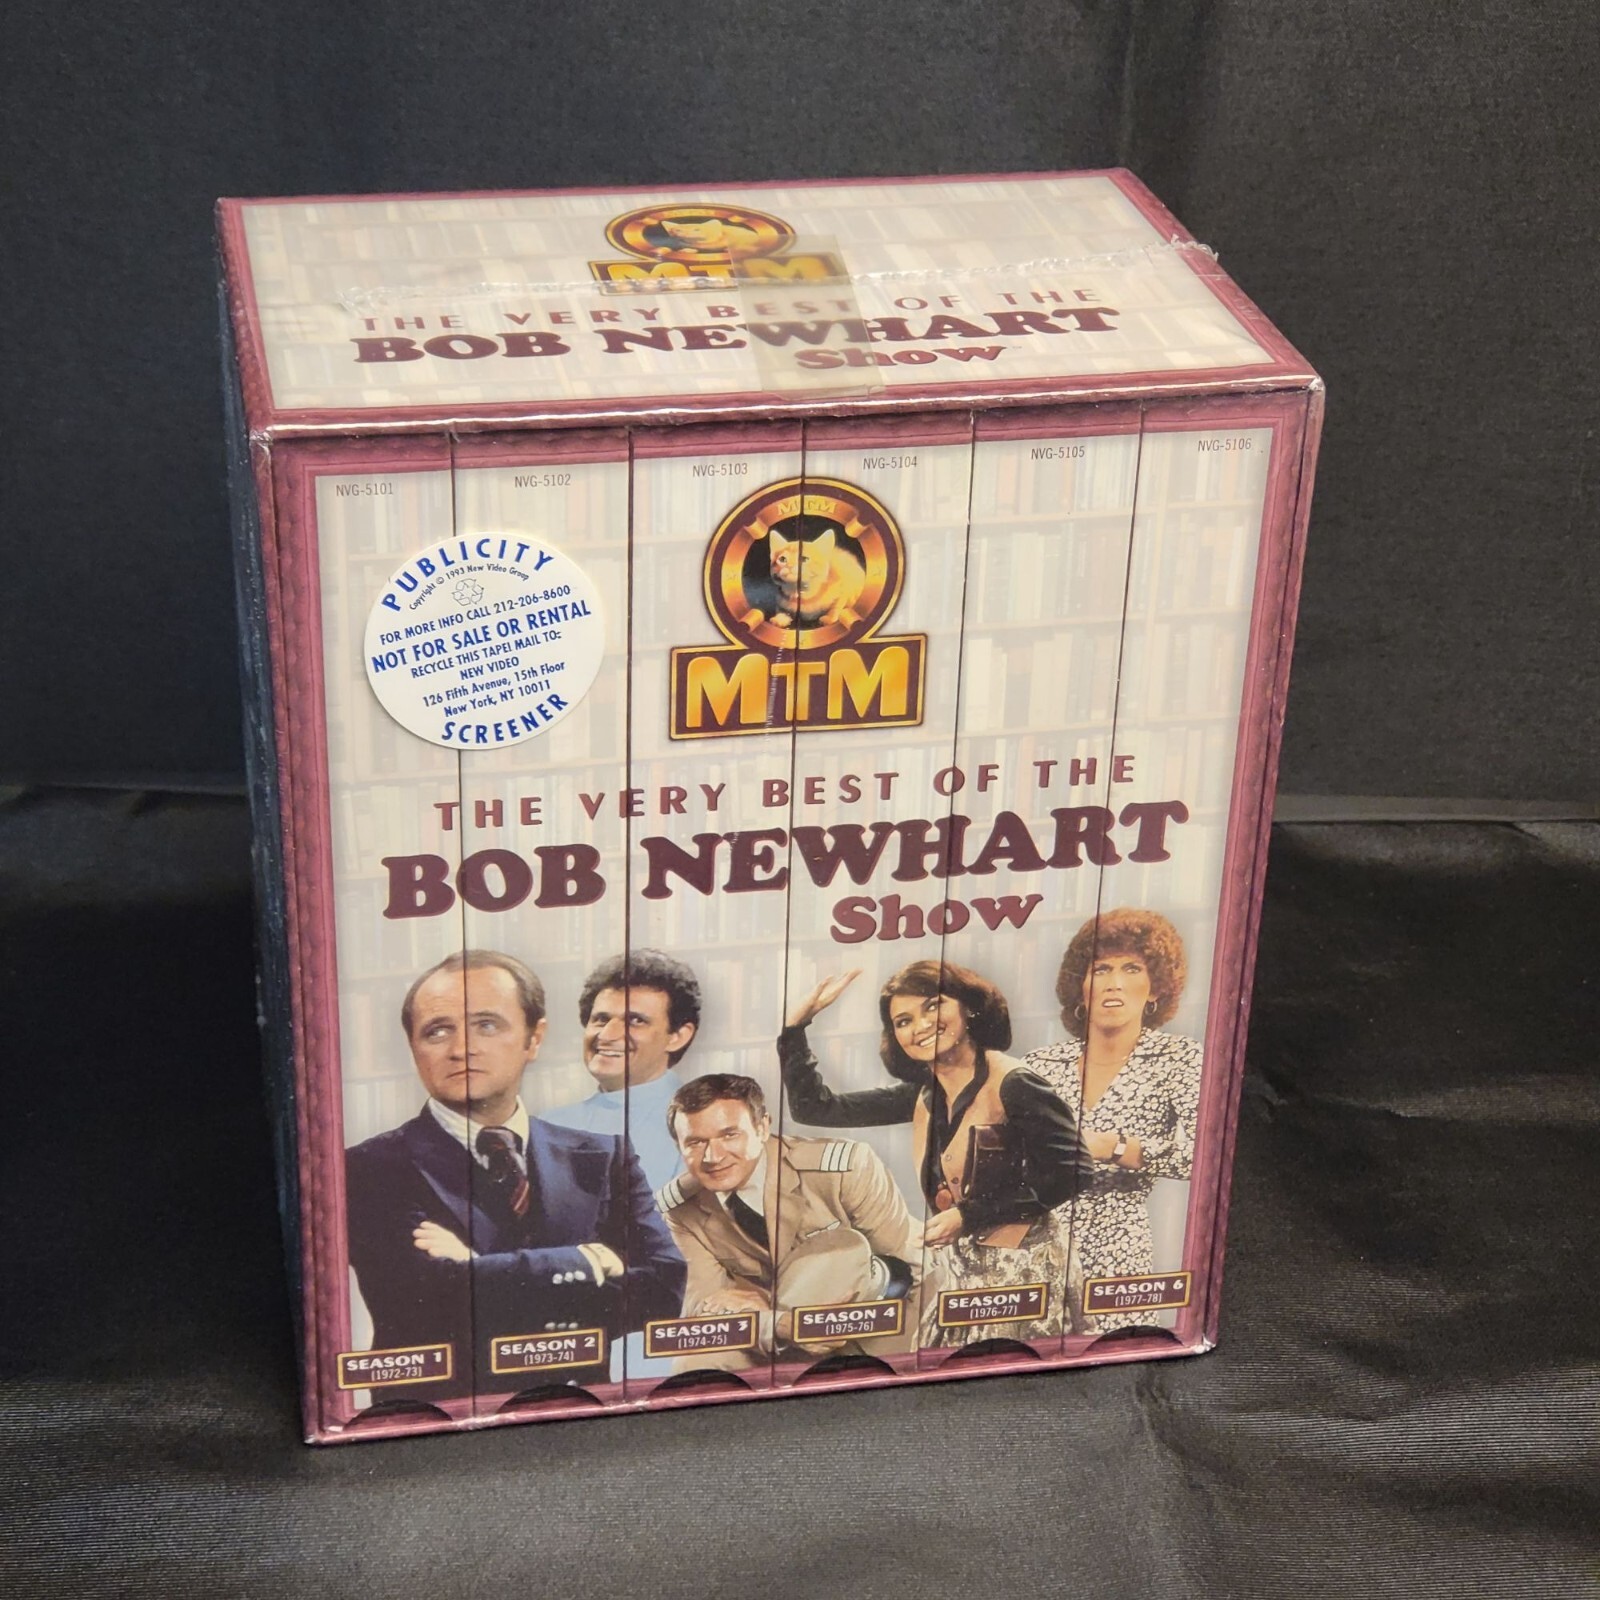 MTM
THE VERY BEST OF THE
BOB NEWHART
Show
NVG-5101
NVG-5102
NVG-5103
NVG-5104
NVG-5105
NVG-5106
PUBLICITY
Copyright © 1993 New Video Group
FOR MORE INFO CALL 212-206-8600
NOT FOR SALE OR RENTAL
RECYCLE THIS TAPE! MAIL TO:
NEW VIDEO
126 Fifth Avenue, 15th Floor
New York, NY 10011
SCREENER
MTM
MTM
THE VERY BEST OF THE
BOB NEWHART
Show
SEASON 1
(1972-73)
SEASON 2
(1973-74)
SEASON 3
(1974-75)
SEASON 4
(1975-76)
SEASON 5
(1976-77)
SEASON 6
(1977-78)